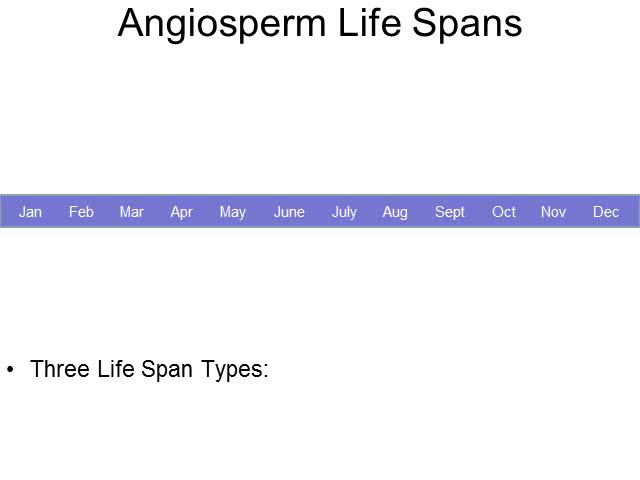 Angiosperm Life Spans
Jan Feb Mar Apr May June July Aug Sept Oct Nov Dec
• Three Life Span Types: